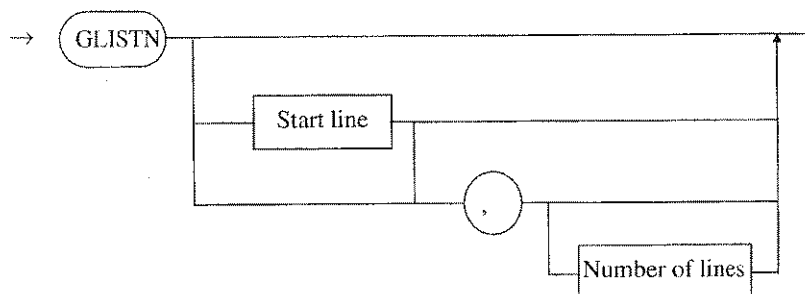 → GLISTN
Start line
,
Number of lines